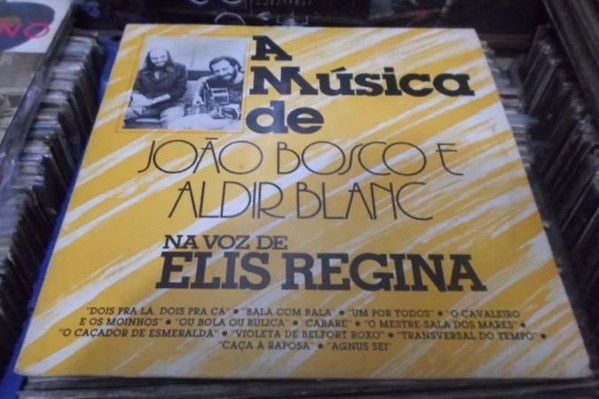 A
Música
de
JOÃO BOSCO E
ALDIR BLANC
NA VOZ DE
ELIS REGINA
"DOIS PRA LÁ, DOIS PRA CÁ" • "BALA COM BALA" • "UM POR TODOS" • "O CAVALEIRO
E OS MOINHOS" • "OU BOLA OU BÚLICA" • "CABARÉ" • "O MESTRE-SALA DOS MARES" •
"O CAÇADOR DE ESMERALDA" • "VIOLETA DE BELFORT ROXO" • "TRANSVERSAL DO TEMPO" •
"CAÇA À RAPOSA" • "AGNUS SEI"